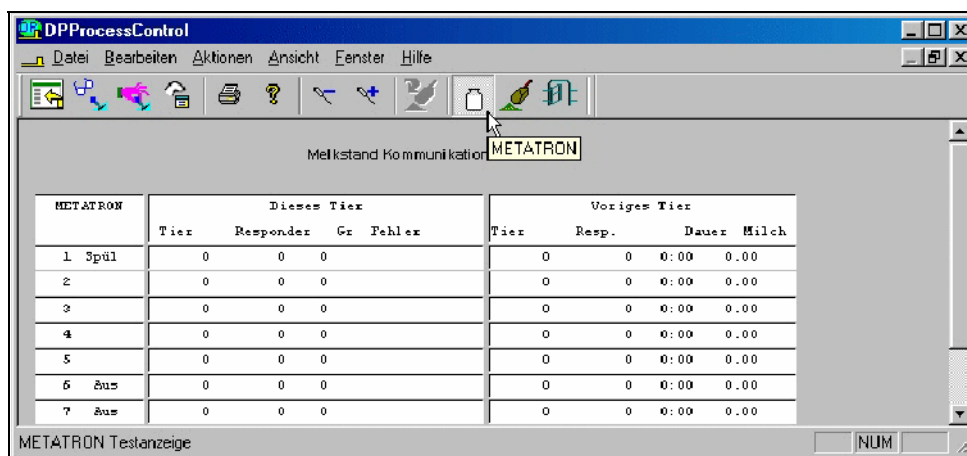 DPProcessControl
Datei Bearbeiten Aktionen Ansicht Fenster Hilfe
METATRON
Melkstand Kommunikation
METATRON Dieses Tier Voriges Tier
Tier Responder Gr Fehler Tier Resp. Dauer Milch
1 Spül 0 0 0 0 0 0:00 0.00
2 0 0 0 0 0 0:00 0.00
3 0 0 0 0 0 0:00 0.00
4 0 0 0 0 0 0:00 0.00
5 0 0 0 0 0 0:00 0.00
6 Aus 0 0 0 0 0 0:00 0.00
7 Aus 0 0 0 0 0 0:00 0.00
METATRON Testanzeige NUM